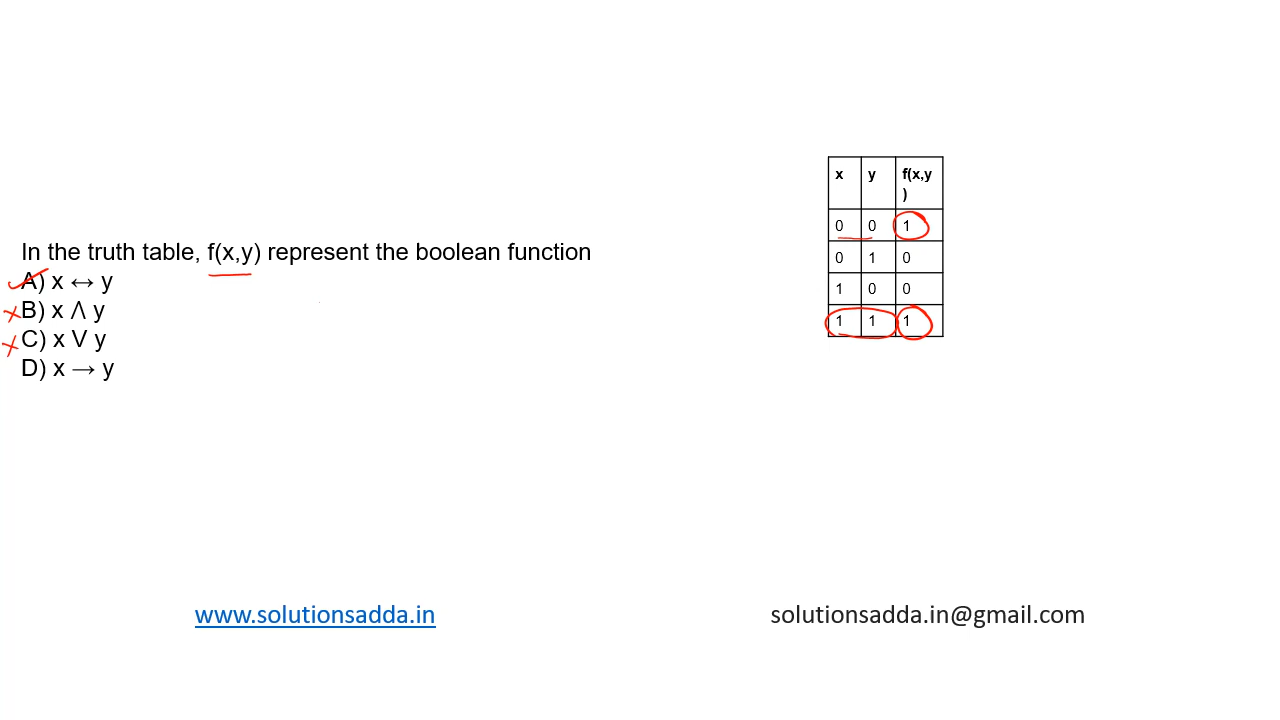 In the truth table, f(x,y) represent the boolean function
A) x ↔ y
B) x Λ y
C) x V y
D) x → y
x y f(x,y
)
0 0 1
0 1 0
1 0 0
1 1 1
www.solutionsadda.in
solutionsadda.in@gmail.com